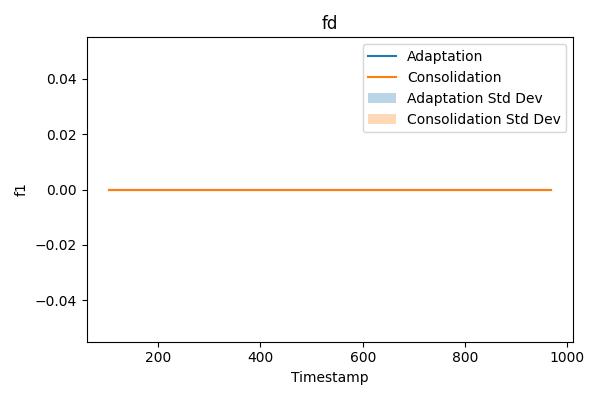 fd
Adaptation
Consolidation
Adaptation Std Dev
Consolidation Std Dev
f1
0.04
0.02
0.00
−0.02
−0.04
200 400 600 800 1000
Timestamp